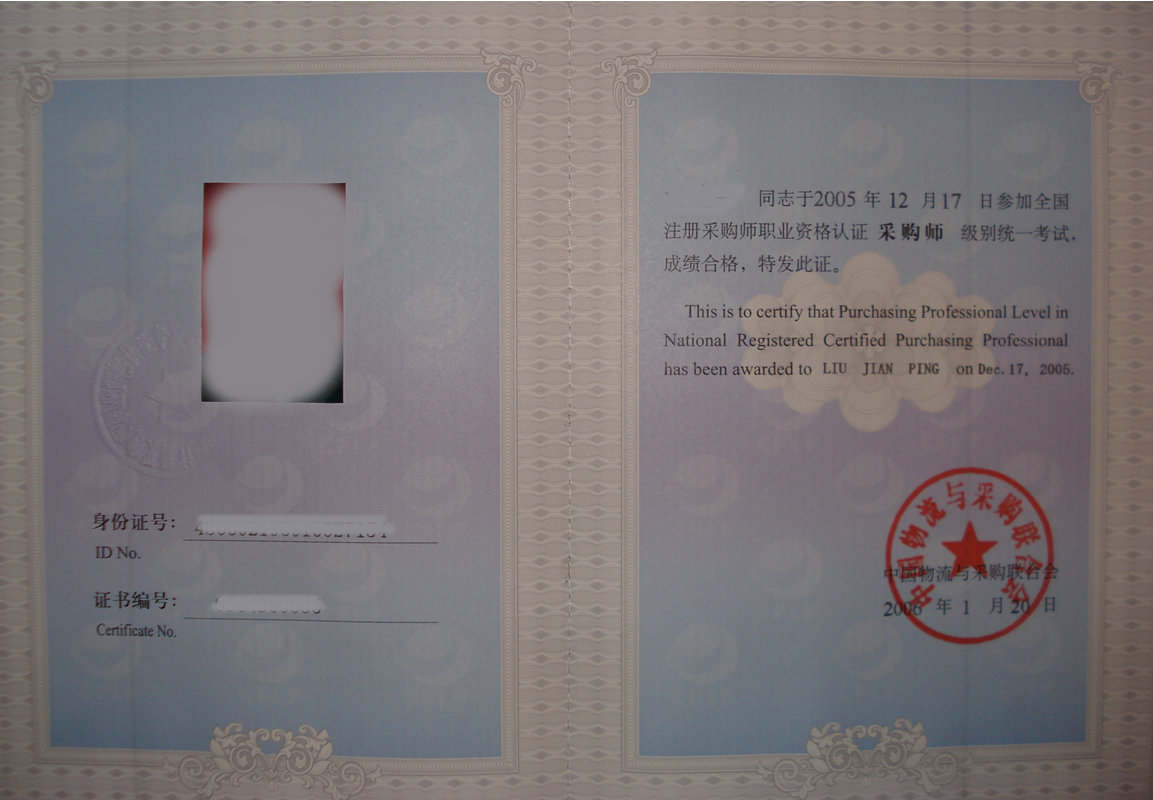 身份证号：
ID No.
证书编号：
Certificate No.
同志于2005 年 12 月17 日参加全国
注册采购师职业资格认证 采购师 级别统一考试，
成绩合格，特发此证。
This is to certify that Purchasing Professional Level in
National Registered Certified Purchasing Professional
has been awarded to LIU JIAN PING on Dec. 17, 2005.
中国物流与采购联合会
中国物流与采购联合会
2006 年 1 月 20 日